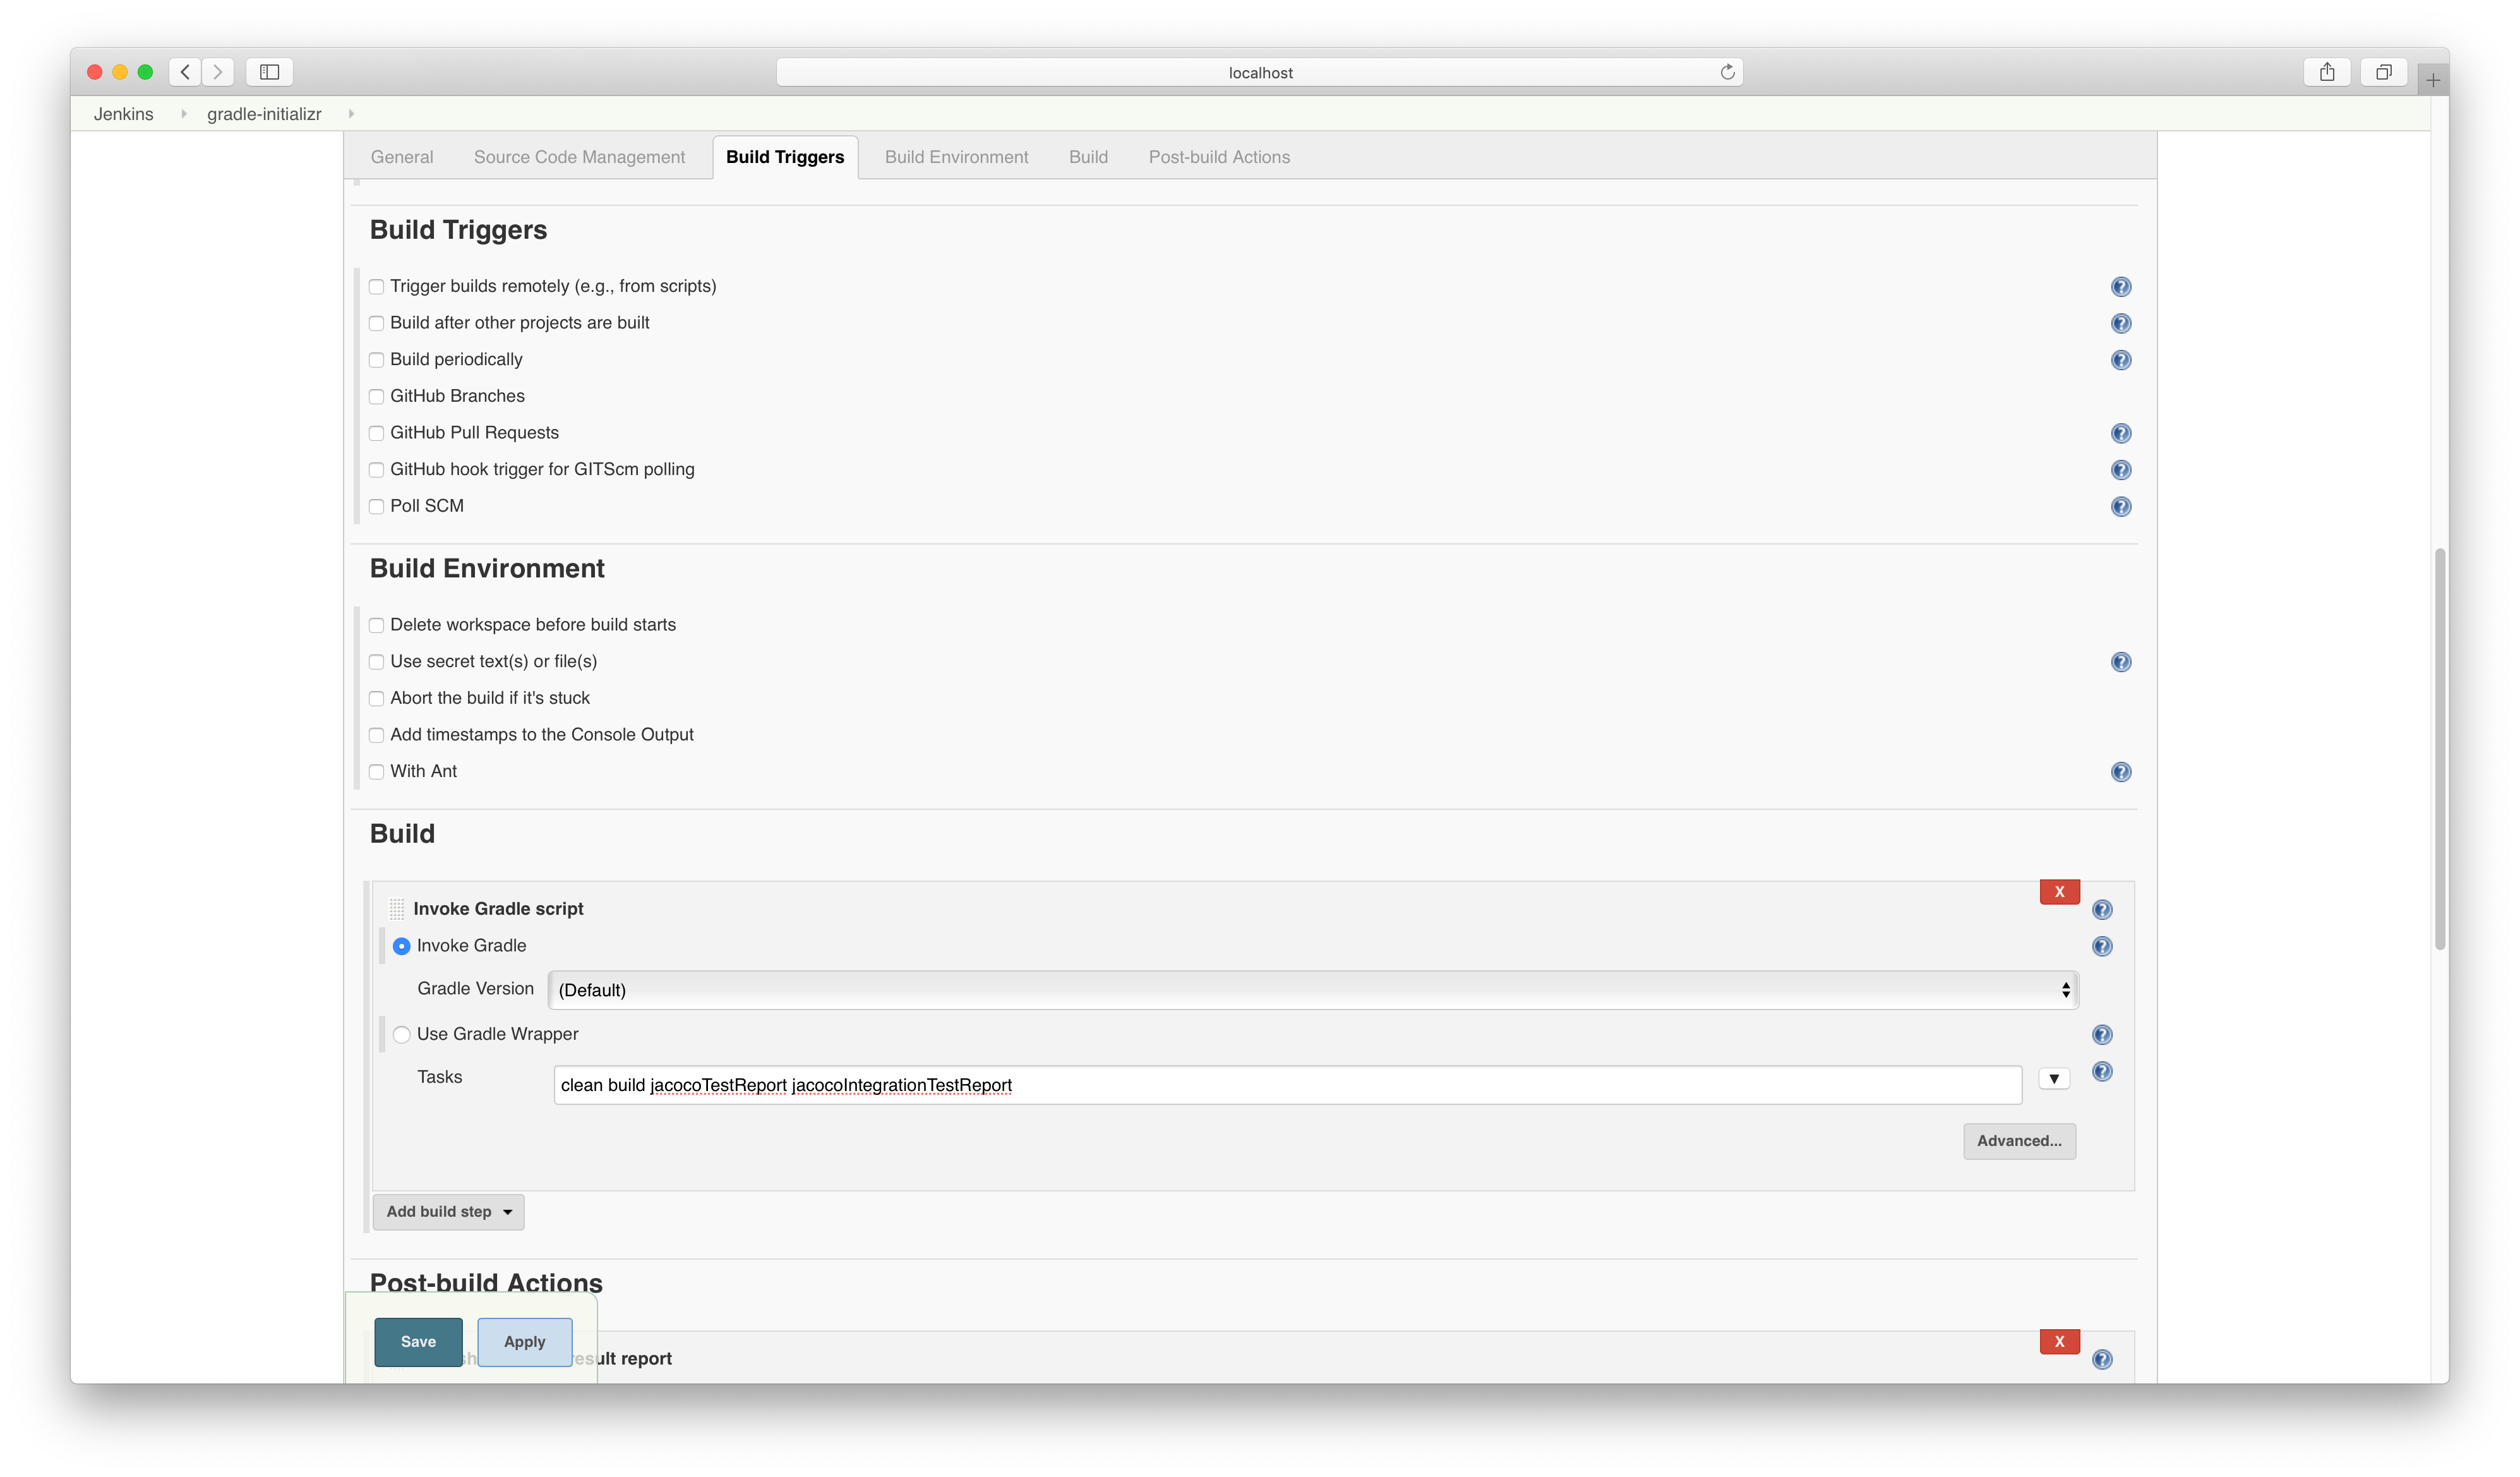 localhost
Jenkins gradle-initializr
General Source Code Management Build Triggers Build Environment Build Post-build Actions
Build Triggers
Trigger builds remotely (e.g., from scripts)
Build after other projects are built
Build periodically
GitHub Branches
GitHub Pull Requests
GitHub hook trigger for GITScm polling
Poll SCM
Build Environment
Delete workspace before build starts
Use secret text(s) or file(s)
Abort the build if it's stuck
Add timestamps to the Console Output
With Ant
Build
X
Invoke Gradle script
Invoke Gradle
Gradle Version (Default)
Use Gradle Wrapper
Tasks clean build jacocoTestReport jacocoIntegrationTestReport
Advanced...
Add build step
Post-build Actions
X
Save Apply
report